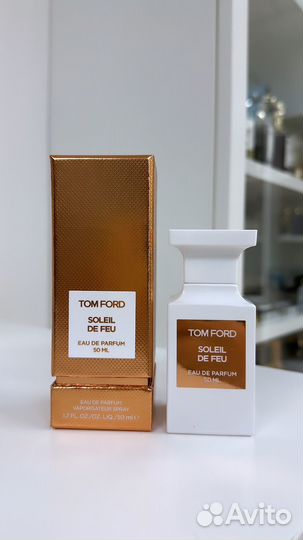 TOM FORD
SOLEIL
DE FEU
EAU DE PARFUM
50 ML
EAU DE PARFUM
VAPORISATEUR SPRAY
1.7 FL. OZ./OZ. LIQ./50 ml ℮
TOM FORD
SOLEIL
DE FEU
EAU DE PARFUM
50 ML
Avito